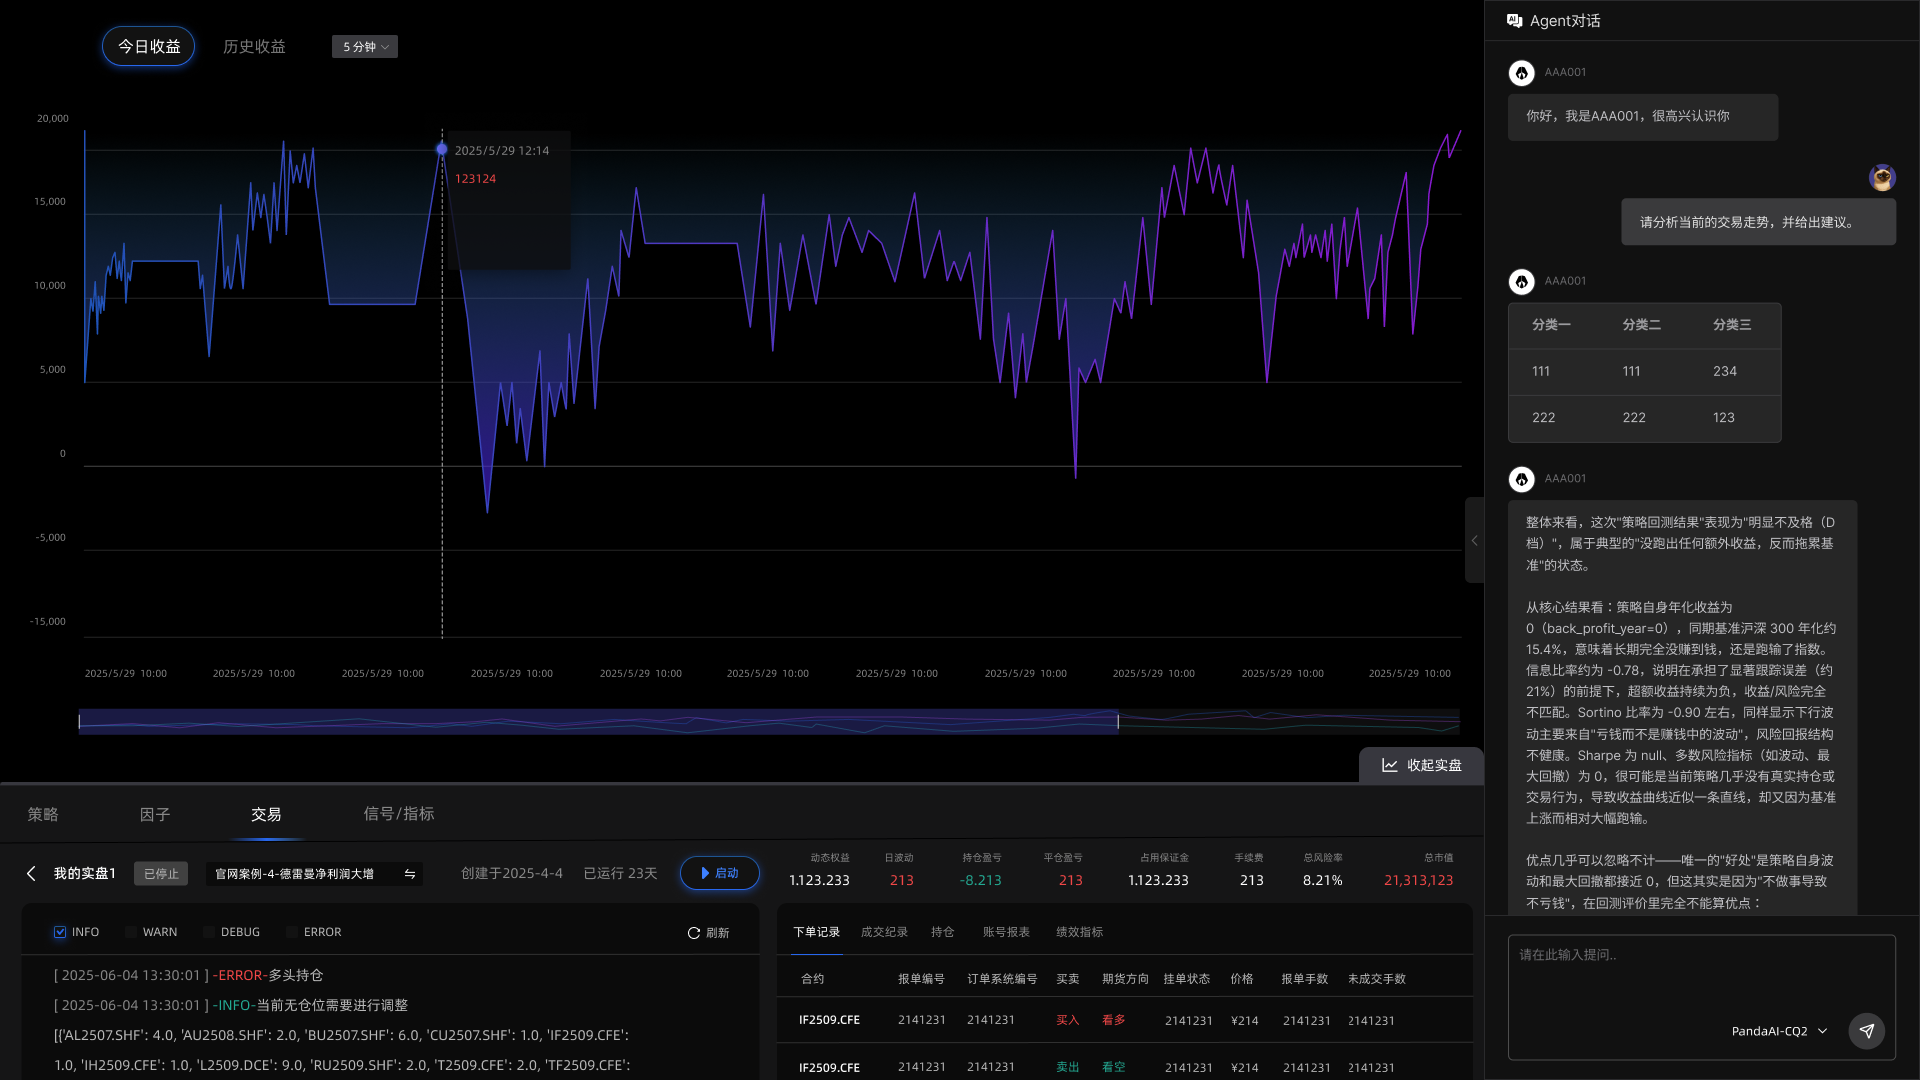 今日收益
历史收益
5 分钟
20,000
15,000
10,000
5,000
0
-5,000
-15,000
2025/5/29 12:14
123124
2025/5/29 10:00
2025/5/29 10:00
2025/5/29 10:00
2025/5/29 10:00
2025/5/29 10:00
2025/5/29 10:00
2025/5/29 10:00
2025/5/29 10:00
2025/5/29 10:00
2025/5/29 10:00
2025/5/29 10:00
收起实盘
策略 因子 交易 信号/指标
我的实盘1 已停止 官网案例-4-德雷曼净利润大增 创建于2025-4-4 已运行 23天 启动
动态权益 日波动 持仓盈亏 平仓盈亏 占用保证金 手续费 总风险率 总市值
1.123.233 213 -8.213 213 1.123.233 213 8.21% 21,313,123
INFO WARN DEBUG ERROR 刷新
[ 2025-06-04 13:30:01 ] -ERROR-多头持仓
[ 2025-06-04 13:30:01 ] -INFO-当前无仓位需要进行调整
[{'AL2507.SHF': 4.0, 'AU2508.SHF': 2.0, 'BU2507.SHF': 6.0, 'CU2507.SHF': 1.0, 'IF2509.CFE':
1.0, 'IH2509.CFE': 1.0, 'L2509.DCE': 9.0, 'RU2509.SHF': 2.0, 'T2509.CFE': 2.0, 'TF2509.CFE':
下单记录 成交纪录 持仓 账号报表 绩效指标
合约 报单编号 订单系统编号 买卖 期货方向 挂单状态 价格 报单手数 未成交手数
IF2509.CFE 2141231 2141231 买入 看多 2141231 ¥214 2141231 2141231
IF2509.CFE 2141231 2141231 卖出 看空 2141231 ¥214 2141231 2141231
Agent对话
AAA001
你好，我是AAA001，很高兴认识你
请分析当前的交易走势，并给出建议。
AAA001
分类一 分类二 分类三
111 111 234
222 222 123
AAA001
整体来看，这次"策略回测结果"表现为"明显不及格（D
档）"，属于典型的"没跑出任何额外收益，反而拖累基
准"的状态。
从核心结果看：策略自身年化收益为
0（back_profit_year=0），同期基准沪深 300 年化约
15.4%，意味着长期完全没赚到钱，还是跑输了指数。
信息比率约为 -0.78，说明在承担了显著跟踪误差（约
21%）的前提下，超额收益持续为负，收益/风险完全
不匹配。Sortino 比率为 -0.90 左右，同样显示下行波
动主要来自"亏钱而不是赚钱中的波动"，风险回报结构
不健康。Sharpe 为 null、多数风险指标（如波动、最
大回撤）为 0，很可能是当前策略几乎没有真实持仓或
交易行为，导致收益曲线近似一条直线，却又因为基准
上涨而相对大幅跑输。
优点几乎可以忽略不计——唯一的"好处"是策略自身波
动和最大回撤都接近 0，但这其实是因为"不做事导致
不亏钱"，在回测评价里完全不能算优点：
请在此输入提问..
PandaAI-CQ2